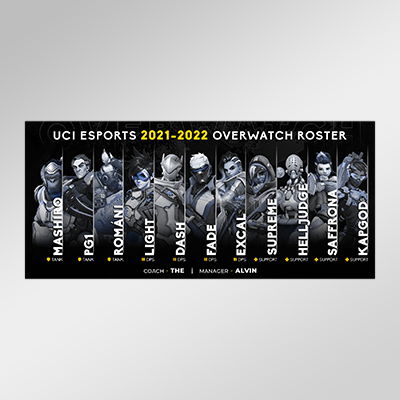 UCI ESPORTS 2021-2022 OVERWATCH ROSTER
MASHIRO
PG1
ROMÁNI
LIGHT
DASH
FADE
EXCAL
SUPREME
HELLJUDGE
SAFFRONA
KAPGOD
TANK TANK TANK DPS DPS DPS DPS SUPPORT SUPPORT SUPPORT SUPPORT
COACH - THE | MANAGER - ALVIN